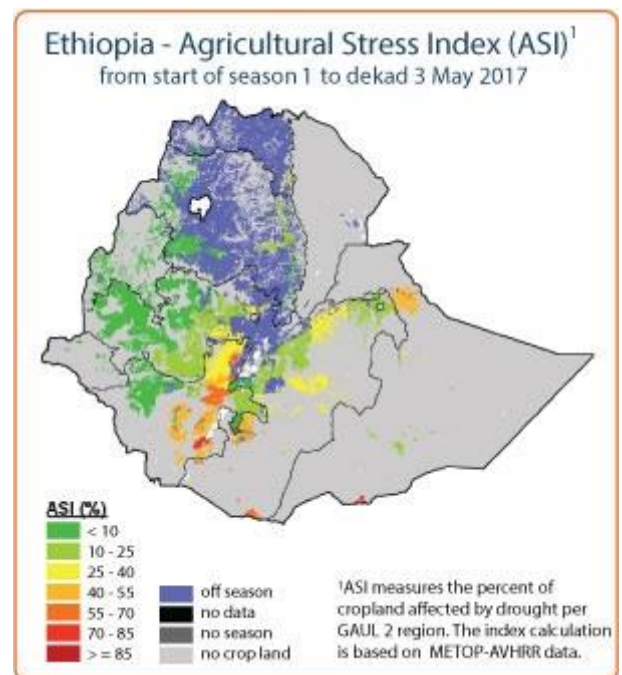 Ethiopia - Agricultural Stress Index (ASI)1
from start of season 1 to dekad 3 May 2017
ASI (%)
< 10
10 - 25
25 - 40
40 - 55
55 - 70
70 - 85
> = 85
off season
no data
no season
no crop land
1ASI measures the percent of
cropland affected by drought per
GAUL 2 region. The index calculation
is based on METOP-AVHRR data.